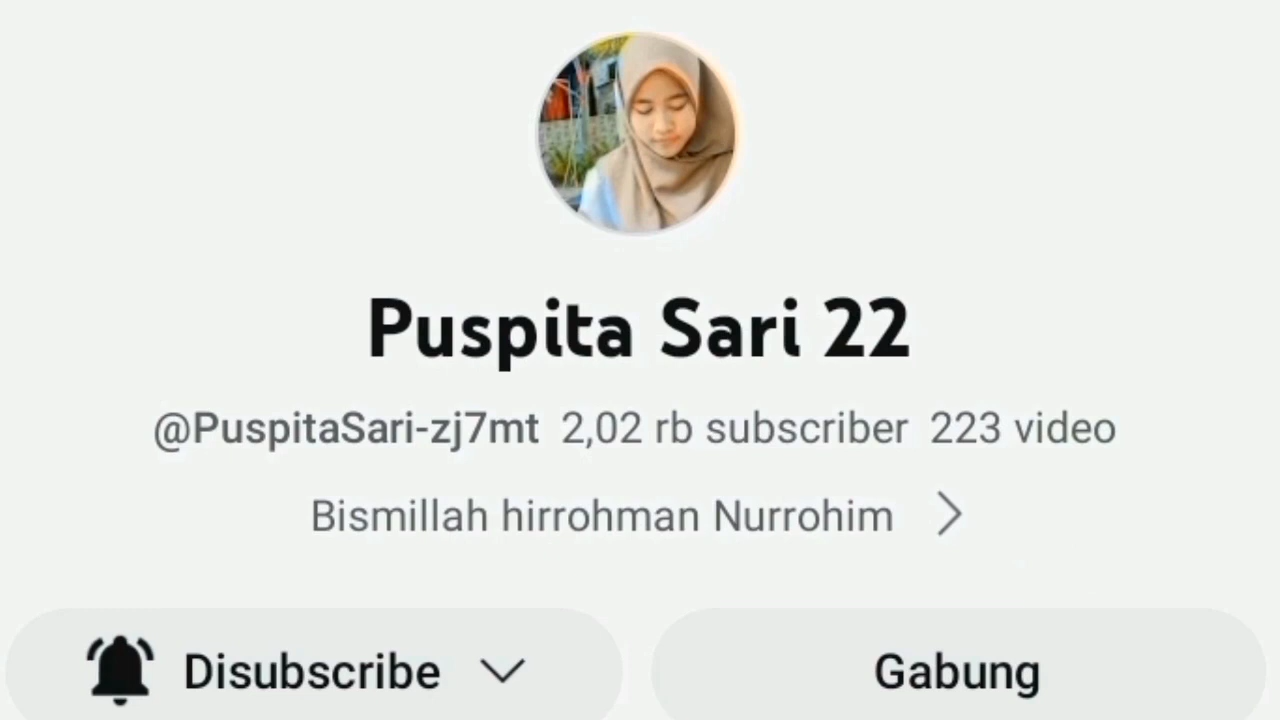 Puspita Sari 22
@PuspitaSari-zj7mt 2,02 rb subscriber 223 video
Bismillah hirrohman Nurrohim
Disubscribe
Gabung